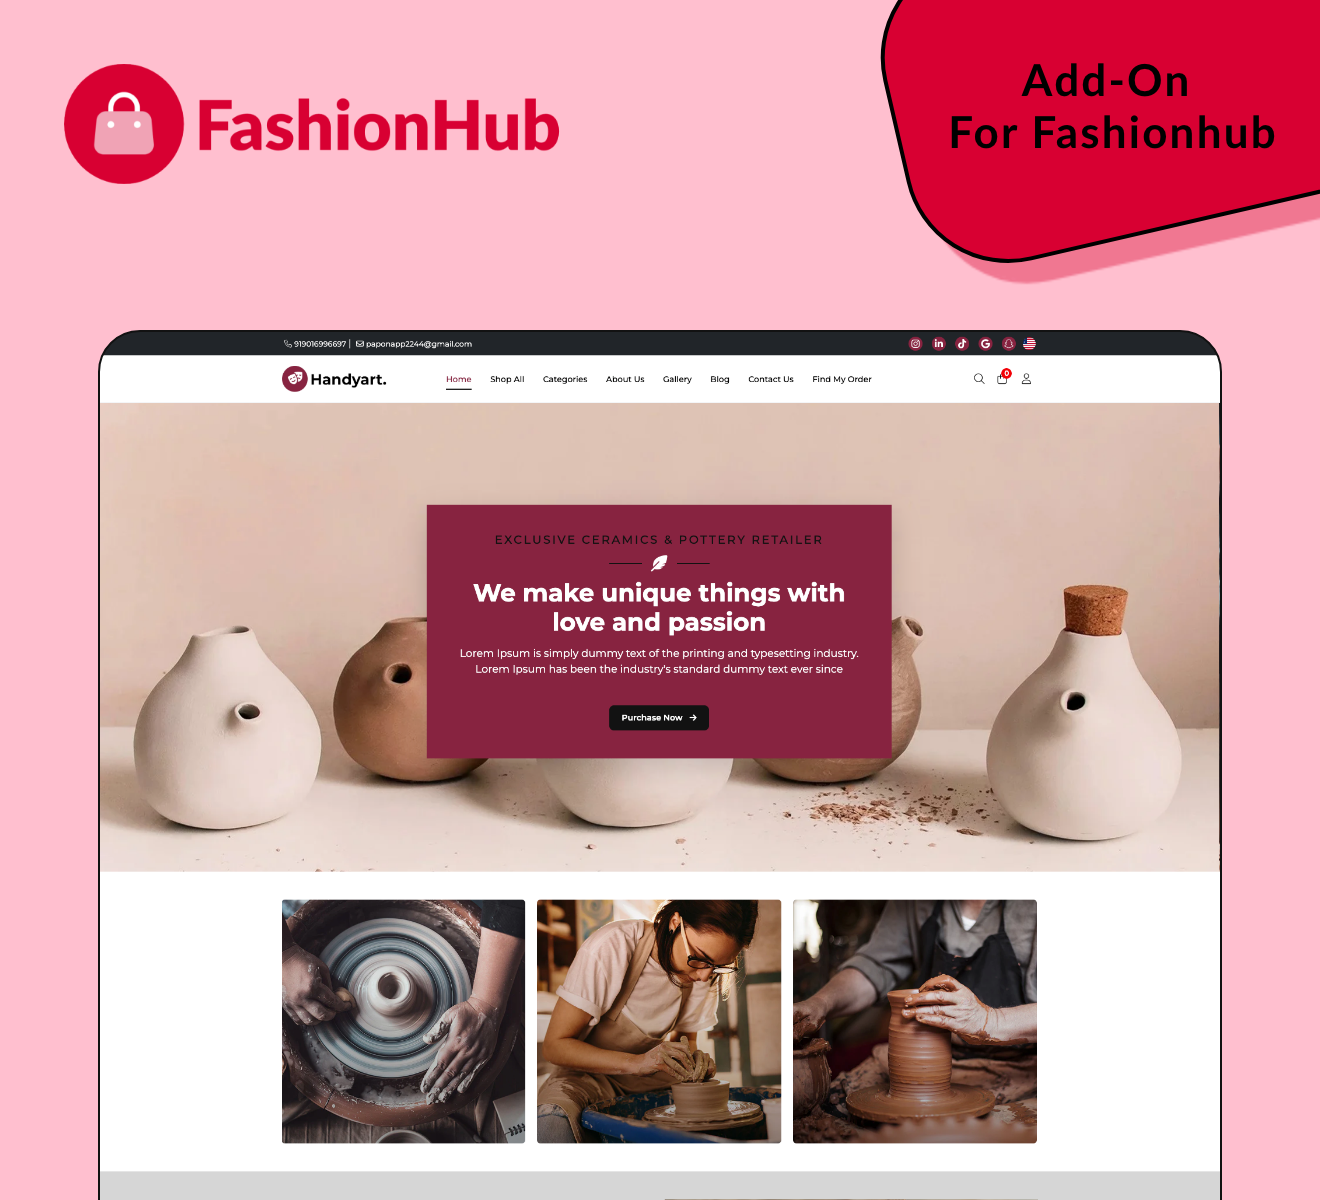 FashionHub
Add-On
For Fashionhub
919016996697 | paponapp2244@gmail.com
Handyart.
Home Shop All Categories About Us Gallery Blog Contact Us Find My Order
0
EXCLUSIVE CERAMICS & POTTERY RETAILER
We make unique things with
love and passion
Lorem Ipsum is simply dummy text of the printing and typesetting industry.
Lorem Ipsum has been the industry's standard dummy text ever since
Purchase Now